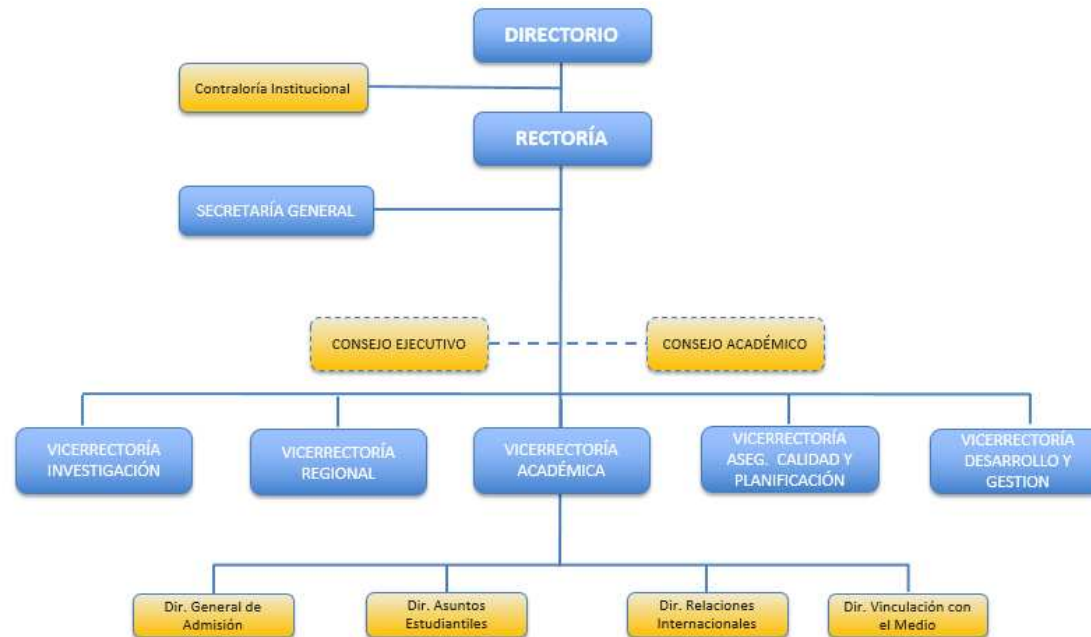 DIRECTORIO
Contraloría Institucional
RECTORÍA
SECRETARÍA GENERAL
CONSEJO EJECUTIVO
CONSEJO ACADÉMICO
VICERRECTORÍA
INVESTIGACIÓN
VICERRECTORÍA
REGIONAL
VICERRECTORÍA
ACADÉMICA
VICERRECTORÍA
ASEG. CALIDAD Y
PLANIFICACIÓN
VICERRECTORÍA
DESARROLLO Y
GESTION
Dir. General de
Admisión
Dir. Asuntos
Estudiantiles
Dir. Relaciones
Internacionales
Dir. Vinculación con
el Medio